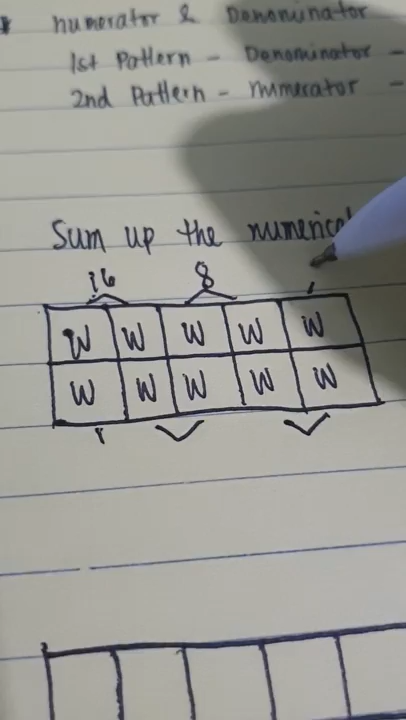 numerator & Denominator
1st Pattern - Denominator -
2nd Pattern - numerator -
Sum up the numerical
16 8
W W W W W
W W W W W